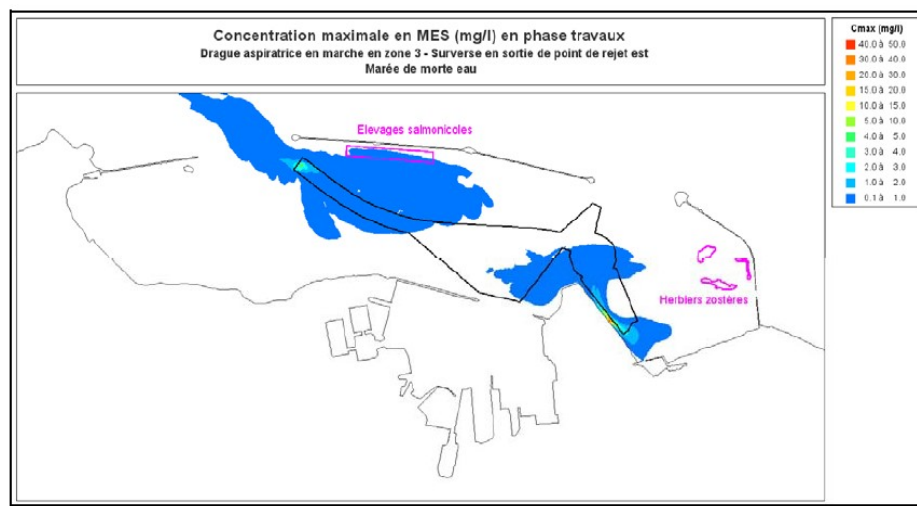 Concentration maximale en MES (mg/l) en phase travaux
Drague aspiratrice en marche en zone 3 - Surverse en sortie de point de rejet est
Marée de morte eau
Elevages salmonicoles
Herbiers zostères
Cmax (mg/l)
40.0 à 50.0
30.0 à 40.0
20.0 à 30.0
15.0 à 20.0
10.0 à 15.0
5.0 à 10.0
4.0 à 5.0
3.0 à 4.0
2.0 à 3.0
1.0 à 2.0
0.1 à 1.0